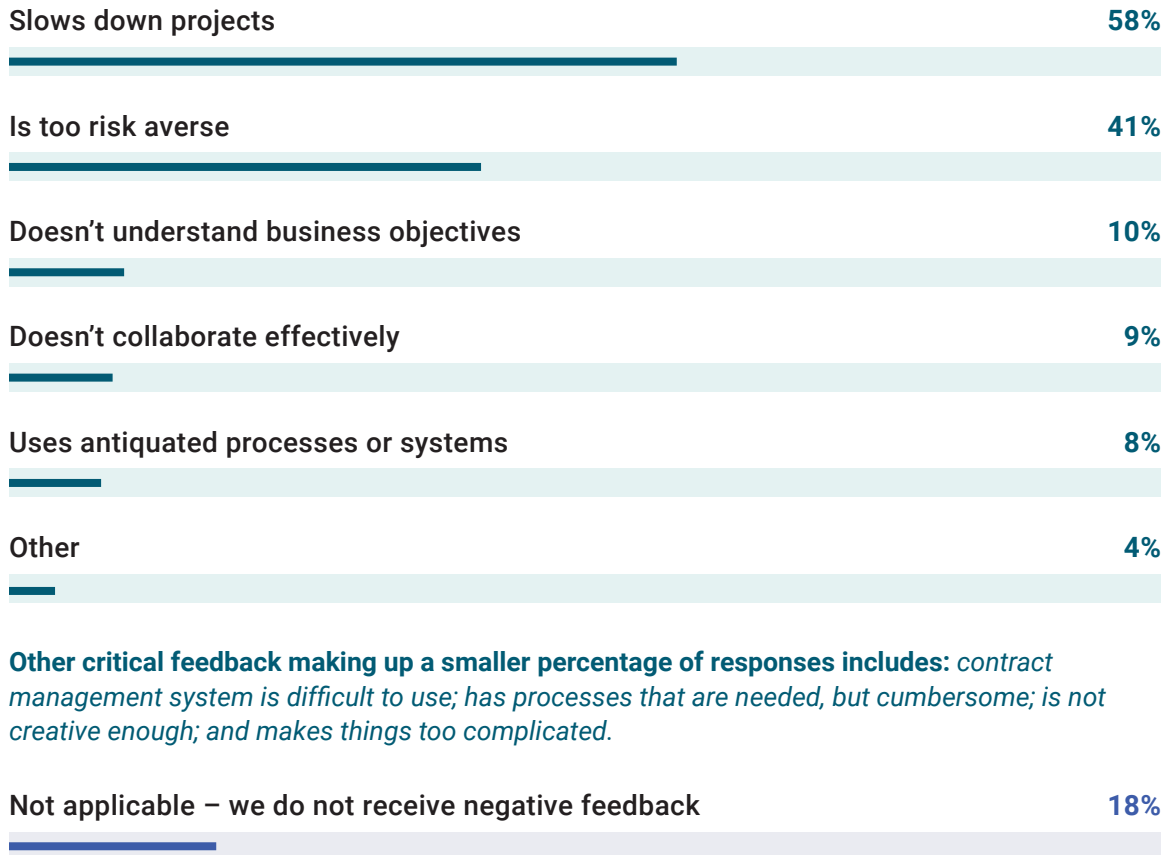 Slows down projects 58%
Is too risk averse 41%
Doesn’t understand business objectives 10%
Doesn’t collaborate effectively 9%
Uses antiquated processes or systems 8%
Other 4%
Other critical feedback making up a smaller percentage of responses includes: contract
management system is difficult to use; has processes that are needed, but cumbersome; is not
creative enough; and makes things too complicated.
Not applicable – we do not receive negative feedback 18%